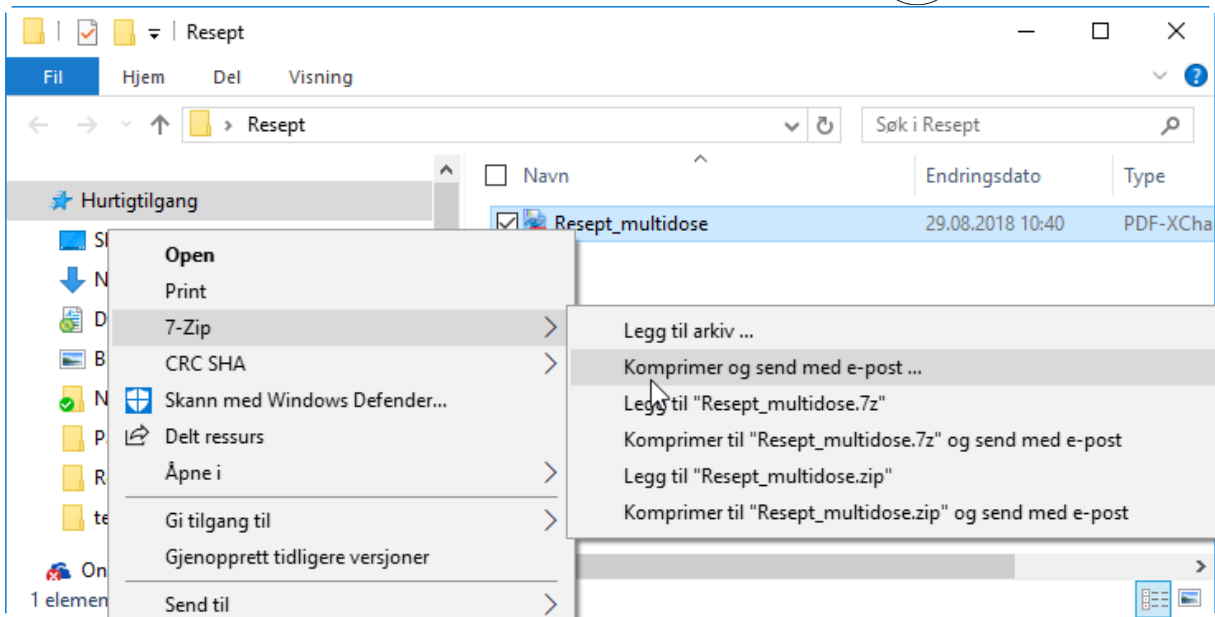 Resept
Fil Hjem Del Visning
Resept
Søk i Resept
Navn Endringsdato Type
Hurtigtilgang
Resept_multidose 29.08.2018 10:40 PDF-XCha
Sl
N
D
B
N
P
R
te
On
1 elemen
Open
Print
7-Zip
CRC SHA
Skann med Windows Defender...
Delt ressurs
Åpne i
Gi tilgang til
Gjenopprett tidligere versjoner
Send til
Legg til arkiv ...
Komprimer og send med e-post ...
Legg til "Resept_multidose.7z"
Komprimer til "Resept_multidose.7z" og send med e-post
Legg til "Resept_multidose.zip"
Komprimer til "Resept_multidose.zip" og send med e-post